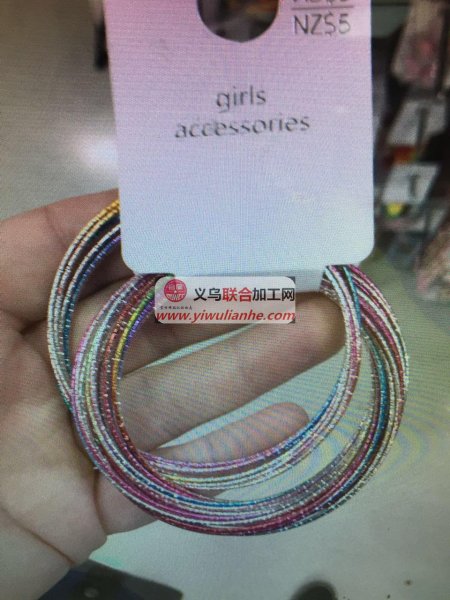 NZ$5
girls
accessories
义乌联合加工网
www.yiwulianhe.com